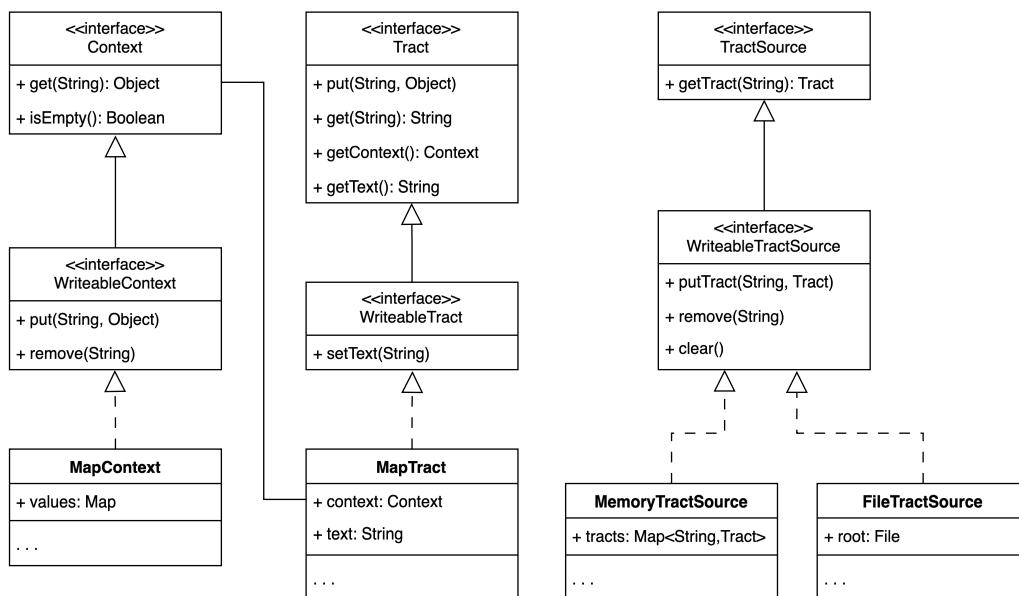 <<interface>>
Context
+ get(String): Object
+ isEmpty(): Boolean
<<interface>>
WriteableContext
+ put(String, Object)
+ remove(String)
MapContext
+ values: Map
. . .
<<interface>>
Tract
+ put(String, Object)
+ get(String): String
+ getContext(): Context
+ getText(): String
<<interface>>
WriteableTract
+ setText(String)
MapTract
+ context: Context
+ text: String
. . .
<<interface>>
TractSource
+ getTract(String): Tract
<<interface>>
WriteableTractSource
+ putTract(String, Tract)
+ remove(String)
+ clear()
MemoryTractSource
+ tracts: Map<String,Tract>
. . .
FileTractSource
+ root: File
. . .